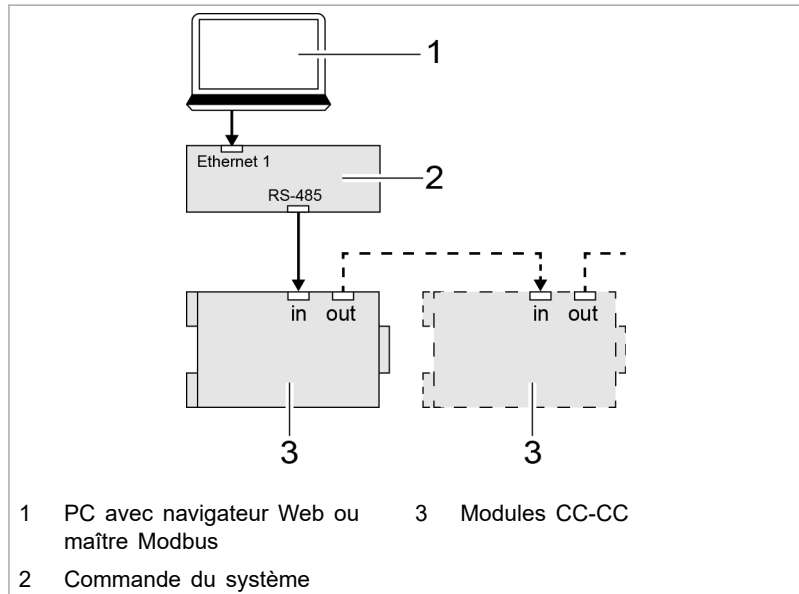 1
Ethernet 1
2
RS-485
in out
in out
3
3
1 PC avec navigateur Web ou
maître Modbus
3 Modules CC-CC
2 Commande du système